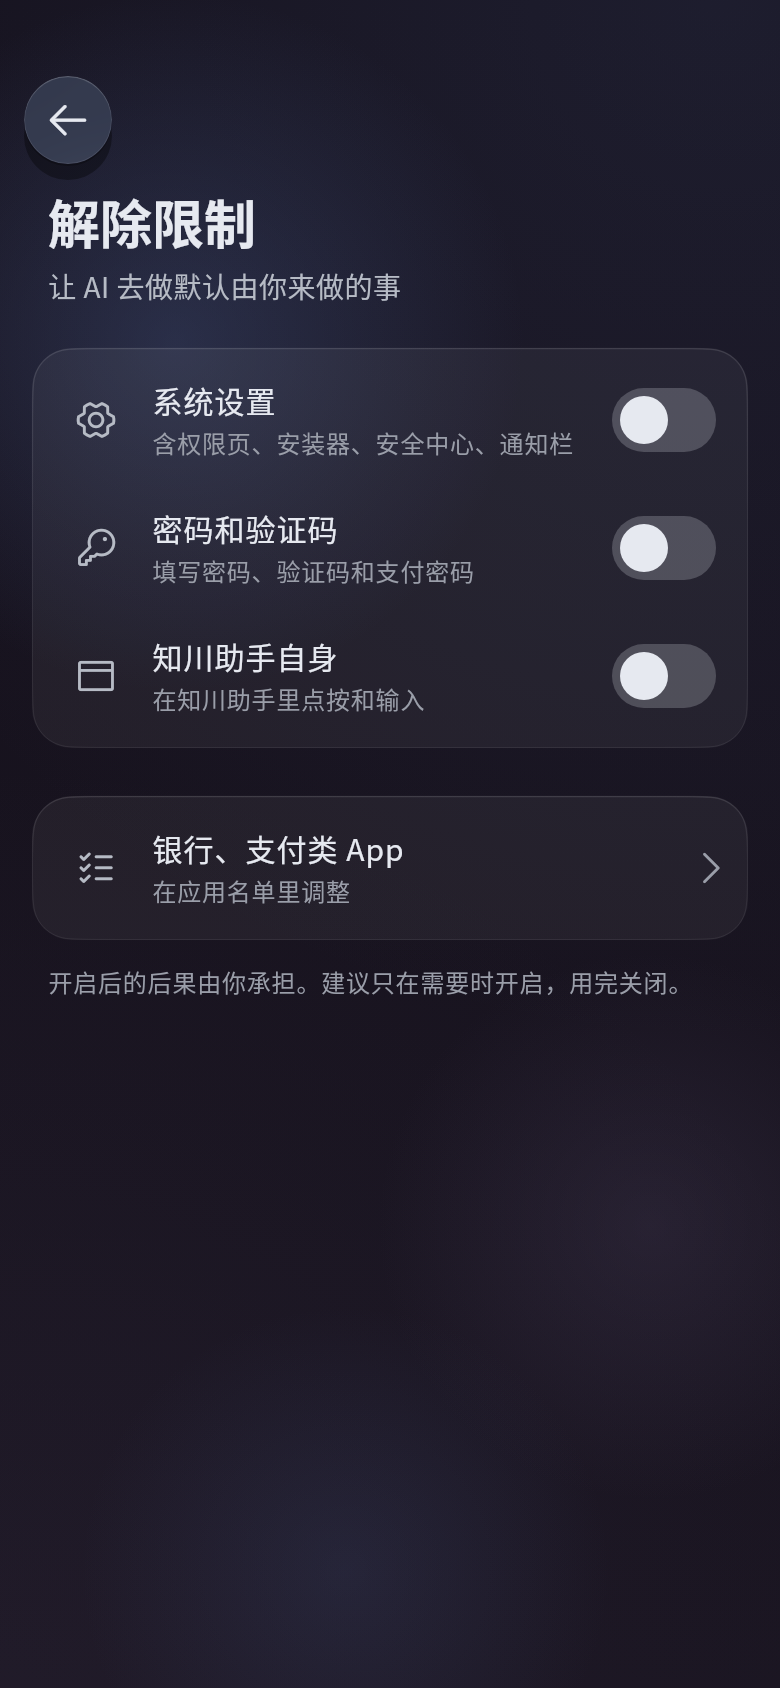 解除限制
让 AI 去做默认由你来做的事
系统设置
含权限页、安装器、安全中心、通知栏
密码和验证码
填写密码、验证码和支付密码
知川助手自身
在知川助手里点按和输入
银行、支付类 App
在应用名单里调整
开启后的后果由你承担。建议只在需要时开启，用完关闭。